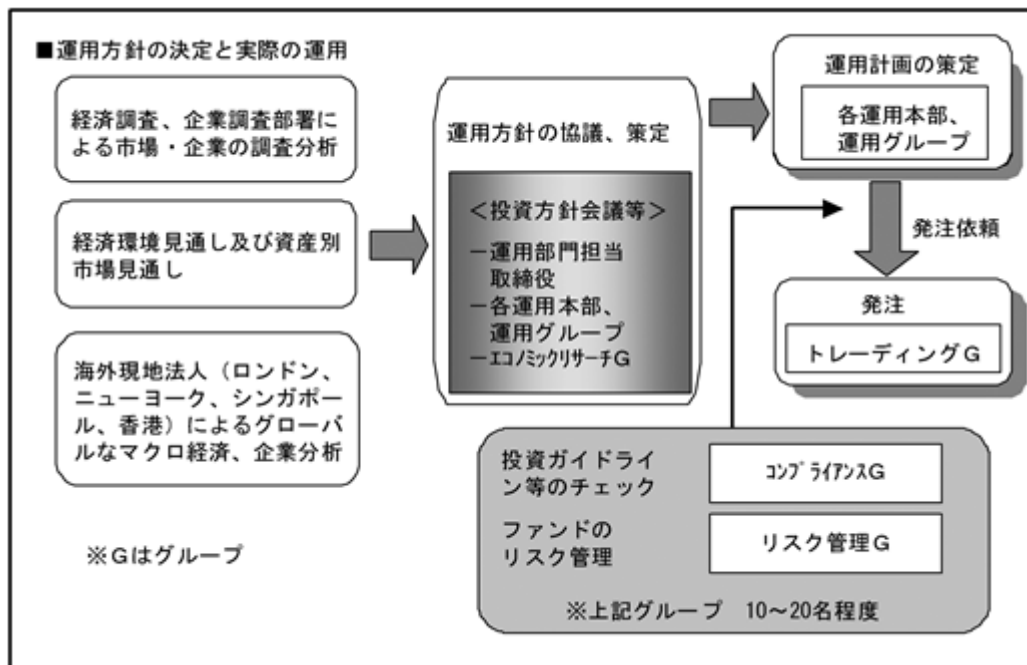 ■運用方針の決定と実際の運用
経済調査、企業調査部署に
よる市場・企業の調査分析
経済環境見通し及び資産別
市場見通し
海外現地法人（ロンドン、
ニューヨーク、シンガポー
ル、香港）によるグローバ
ルなマクロ経済、企業分析
※Gはグループ
運用方針の協議、策定
＜投資方針会議等＞
－運用部門担当
取締役
－各運用本部、
運用グループ
－ｴｺﾉﾐｯｸﾘｻｰﾁG
運用計画の策定
各運用本部、
運用グループ
発注依頼
発注
トレーディングG
投資ガイドライ
ン等のチェック
ｺﾝﾌﾟﾗｲｱﾝｽG
ファンドの
リスク管理
リスク管理G
※上記グループ　10～20名程度